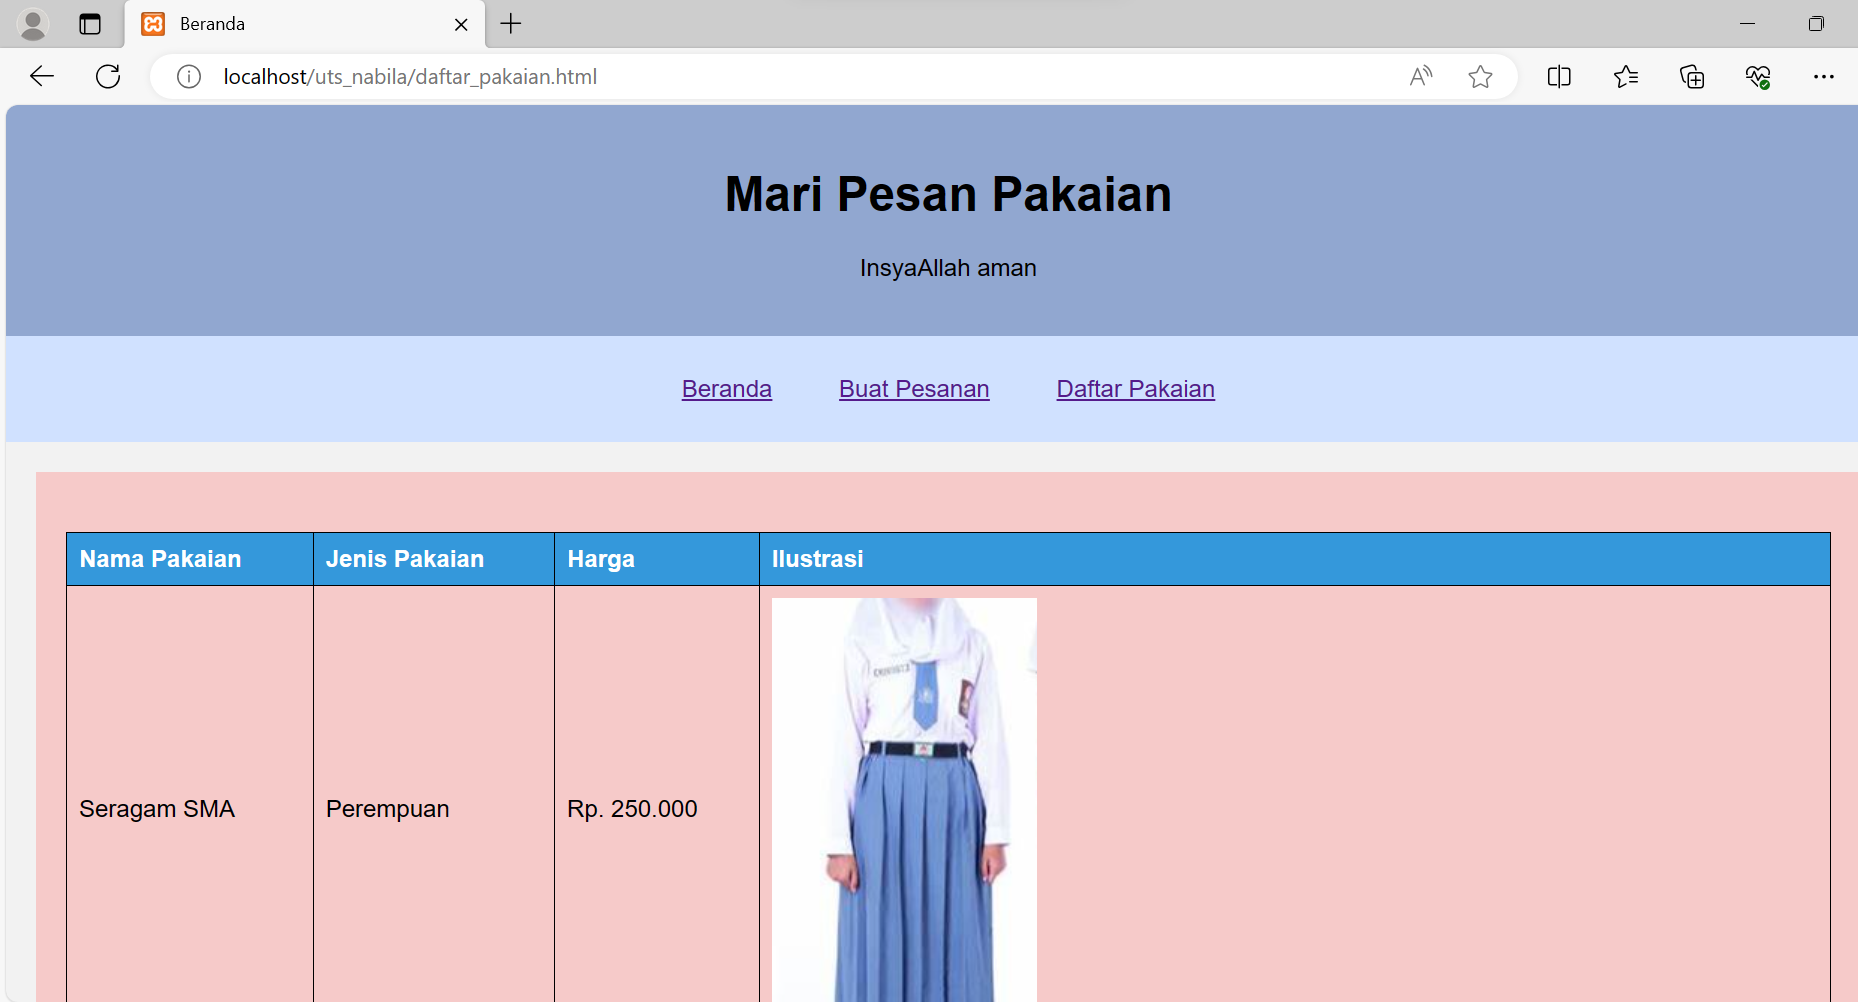 Beranda
localhost/uts_nabila/daftar_pakaian.html
Mari Pesan Pakaian
InsyaAllah aman
Beranda Buat Pesanan Daftar Pakaian
Nama Pakaian Jenis Pakaian Harga Ilustrasi
Seragam SMA Perempuan Rp. 250.000